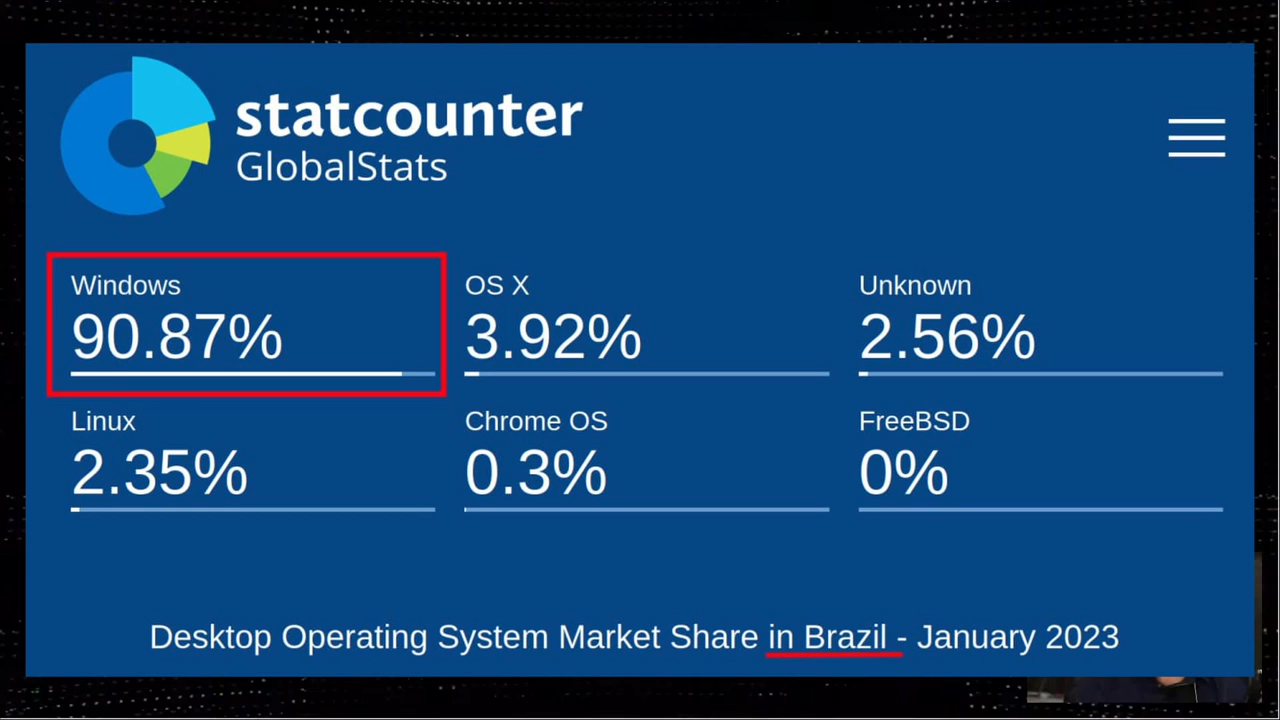 statcounter
GlobalStats
Windows
90.87%
OS X
3.92%
Unknown
2.56%
Linux
2.35%
Chrome OS
0.3%
FreeBSD
0%
Desktop Operating System Market Share in Brazil - January 2023